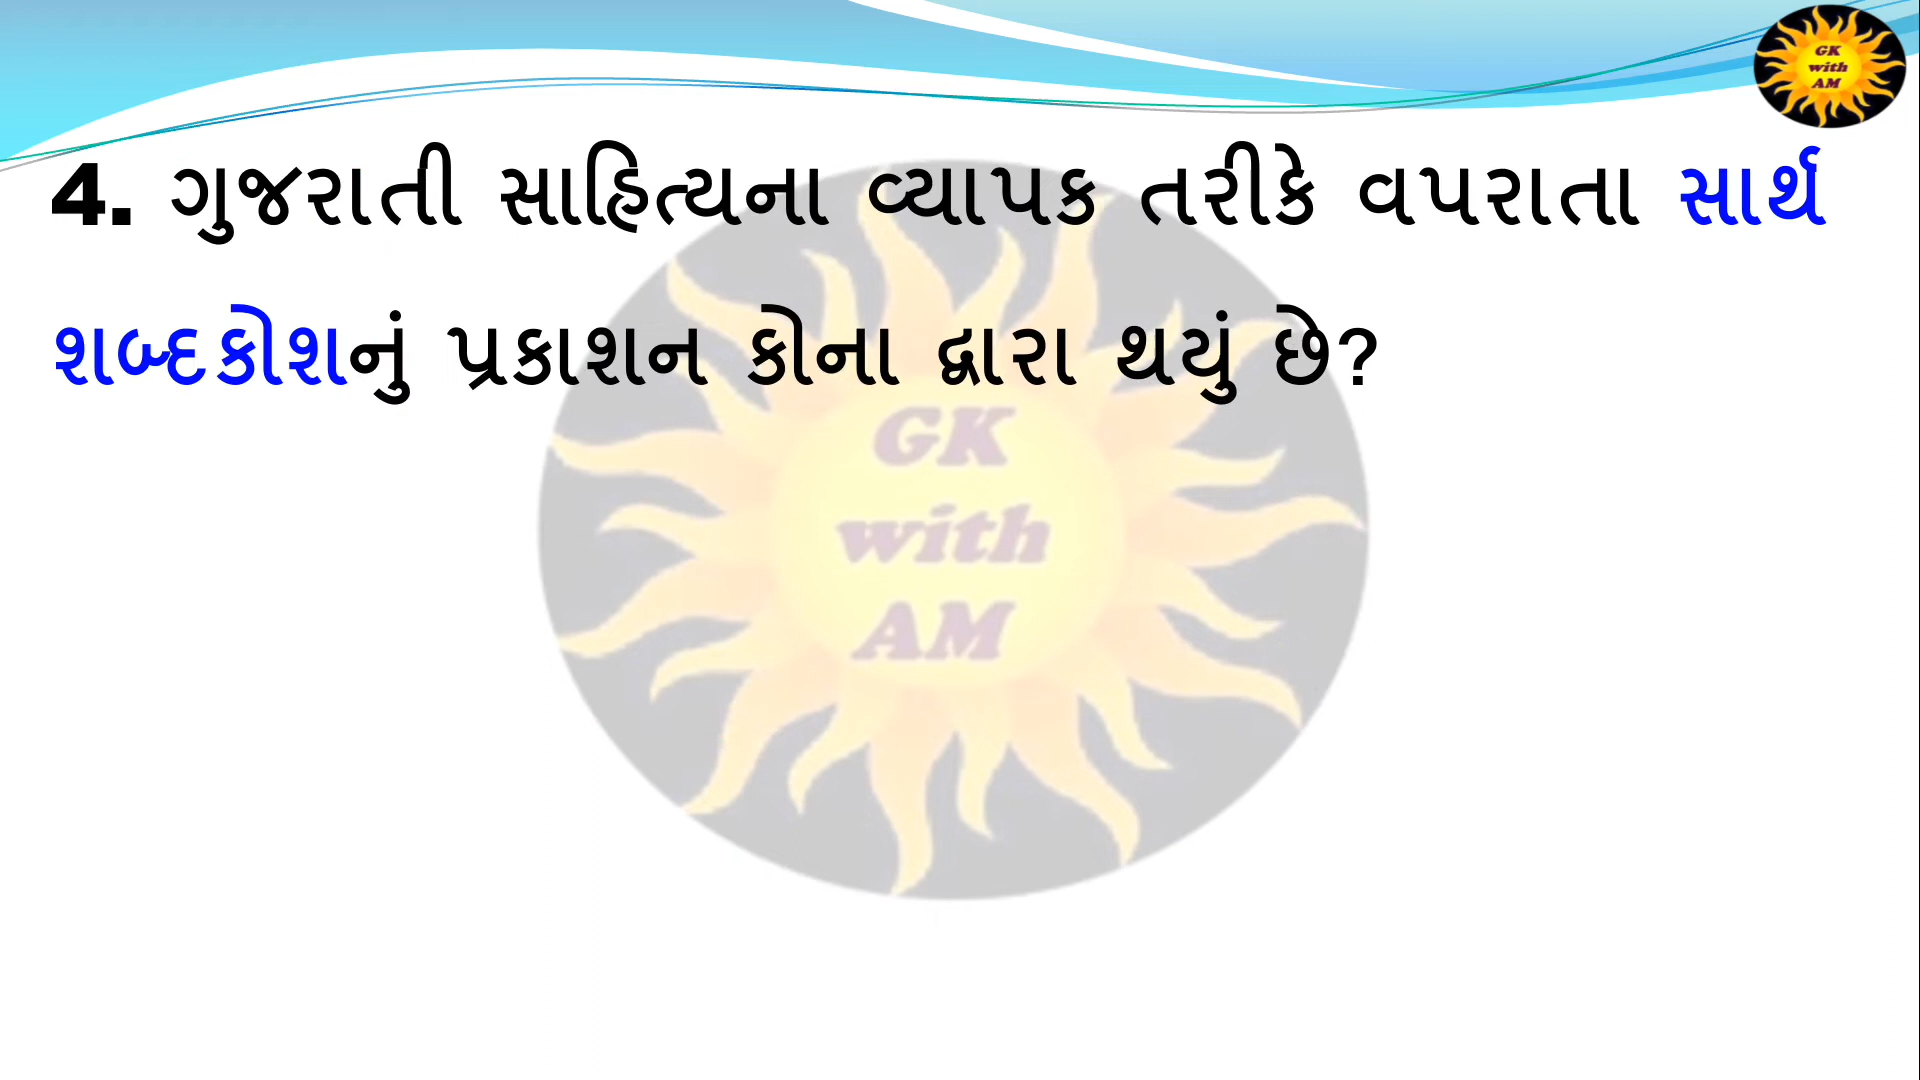 GK
with
AM
4. ગુજરાતી સાહિત્યના વ્યાપક તરીકે વપરાતા સાર્થ
શબ્દકોશનું પ્રકાશન કોના દ્વારા થયું છે?
GK
with
AM